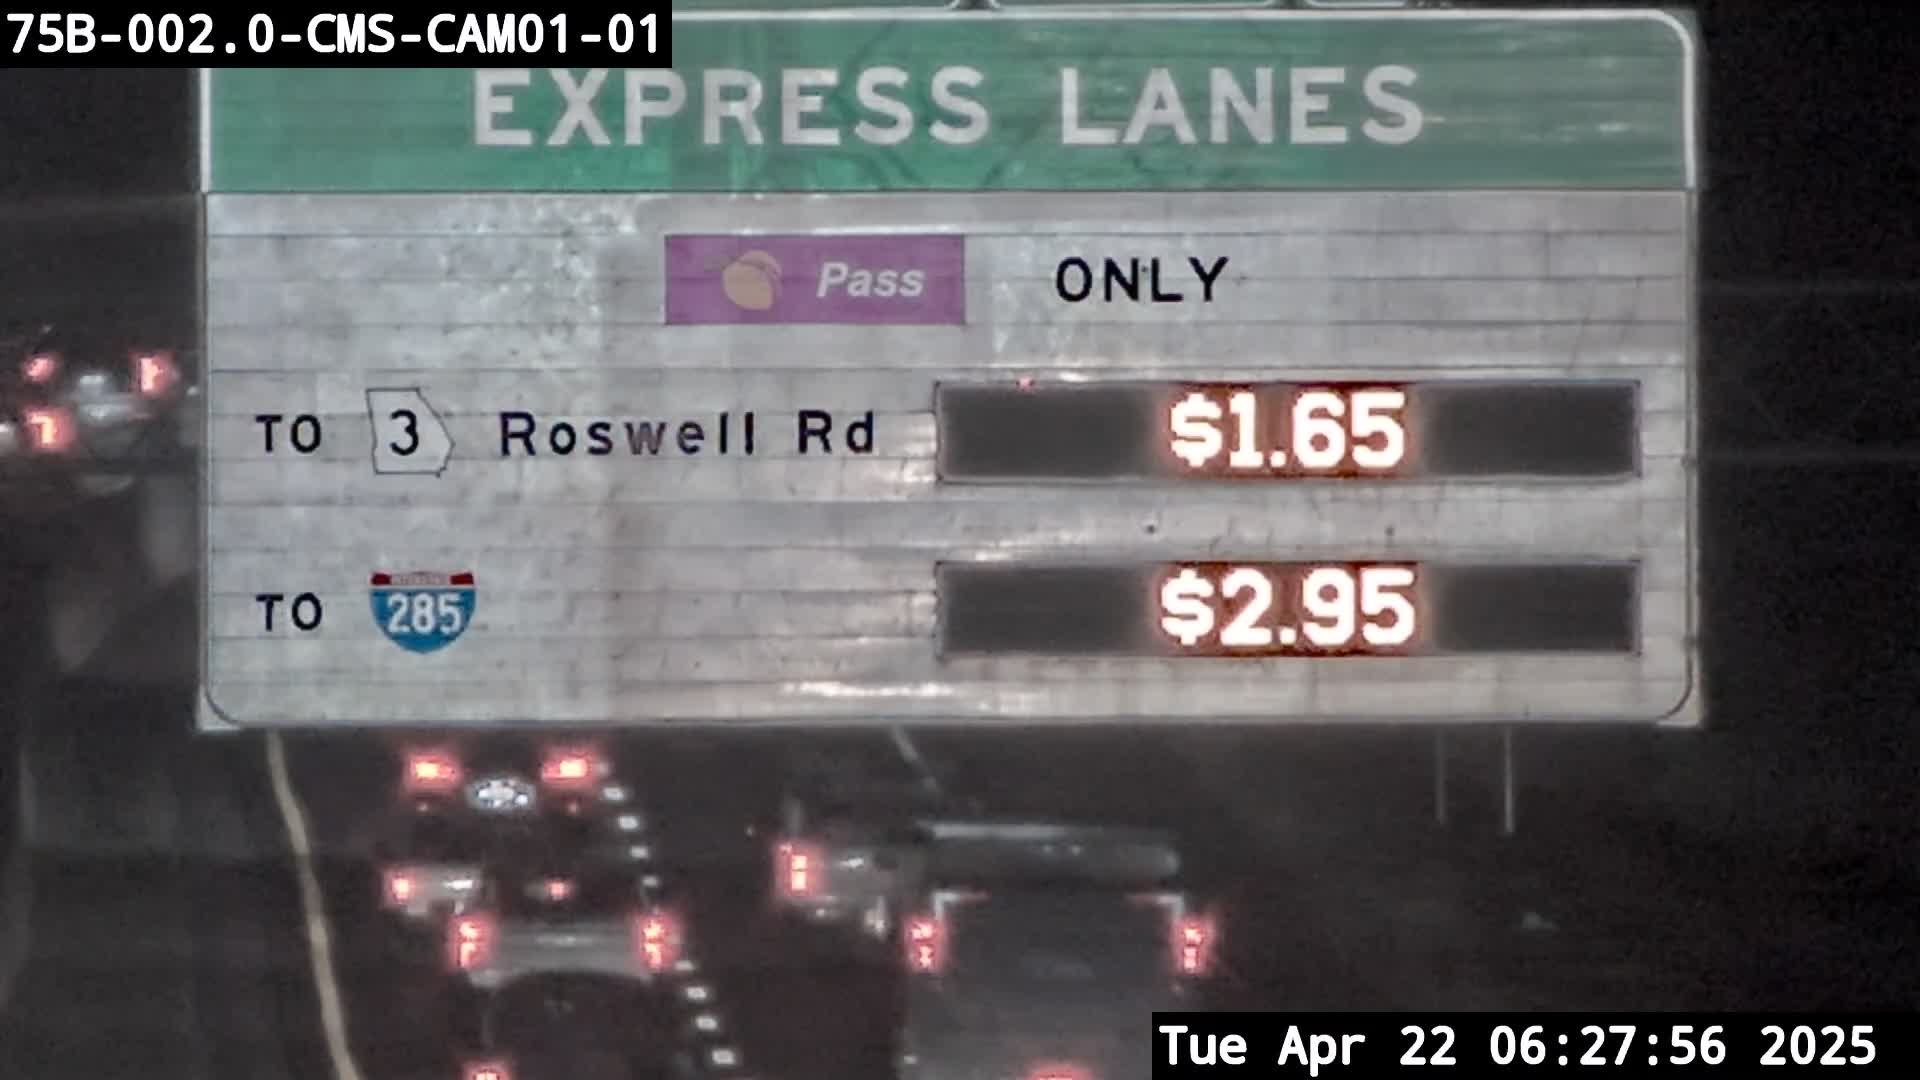 75B-002.0-CMS-CAM01-01
EXPRESS LANES
Pass ONLY
TO 3 Roswell Rd $1.65
TO 285 $2.95
Tue Apr 22 06:27:56 2025